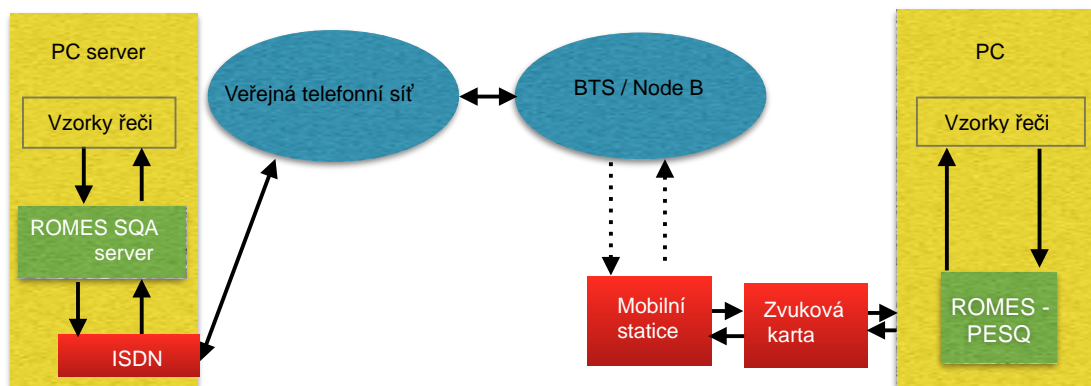 PC server
Vzorky řeči
ROMES SQA
server
ISDN
Veřejná telefonní síť
BTS / Node B
Mobilní
statice
Zvuková
karta
PC
Vzorky řeči
ROMES -
PESQ